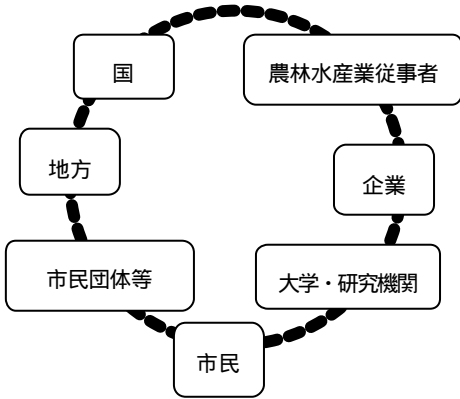 国
農林水産業従事者
地方
企業
市民団体等
大学・研究機関
市民